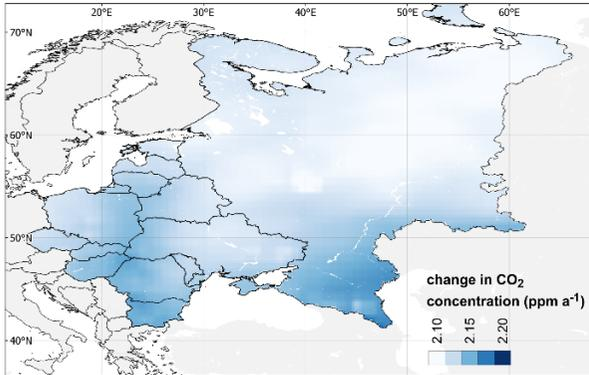 20°E 30°E 40°E 50°E 60°E
70°N
60°N
50°N
40°N
change in CO₂
concentration (ppm a⁻¹)
2.10 2.15 2.20